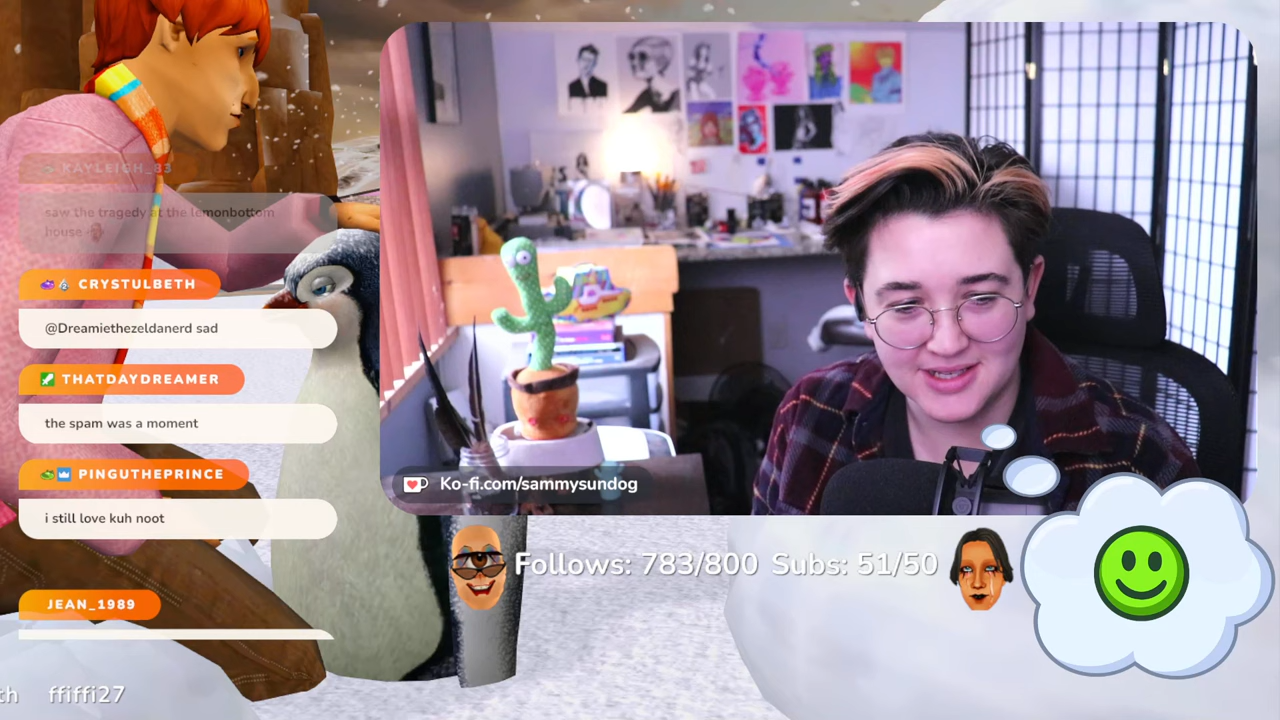 KAYLEIGH_83
saw the tragedy at the lemonbottom
house
CRYSTULBETH
@Dreamiethezeldanerd sad
THATDAYDREAMER
the spam was a moment
PINGUTHEPRINCE
i still love kuh noot
JEAN_1989
Ko-fi.com/sammysundog
Follows: 783/800 Subs: 51/50
th ffiffi27